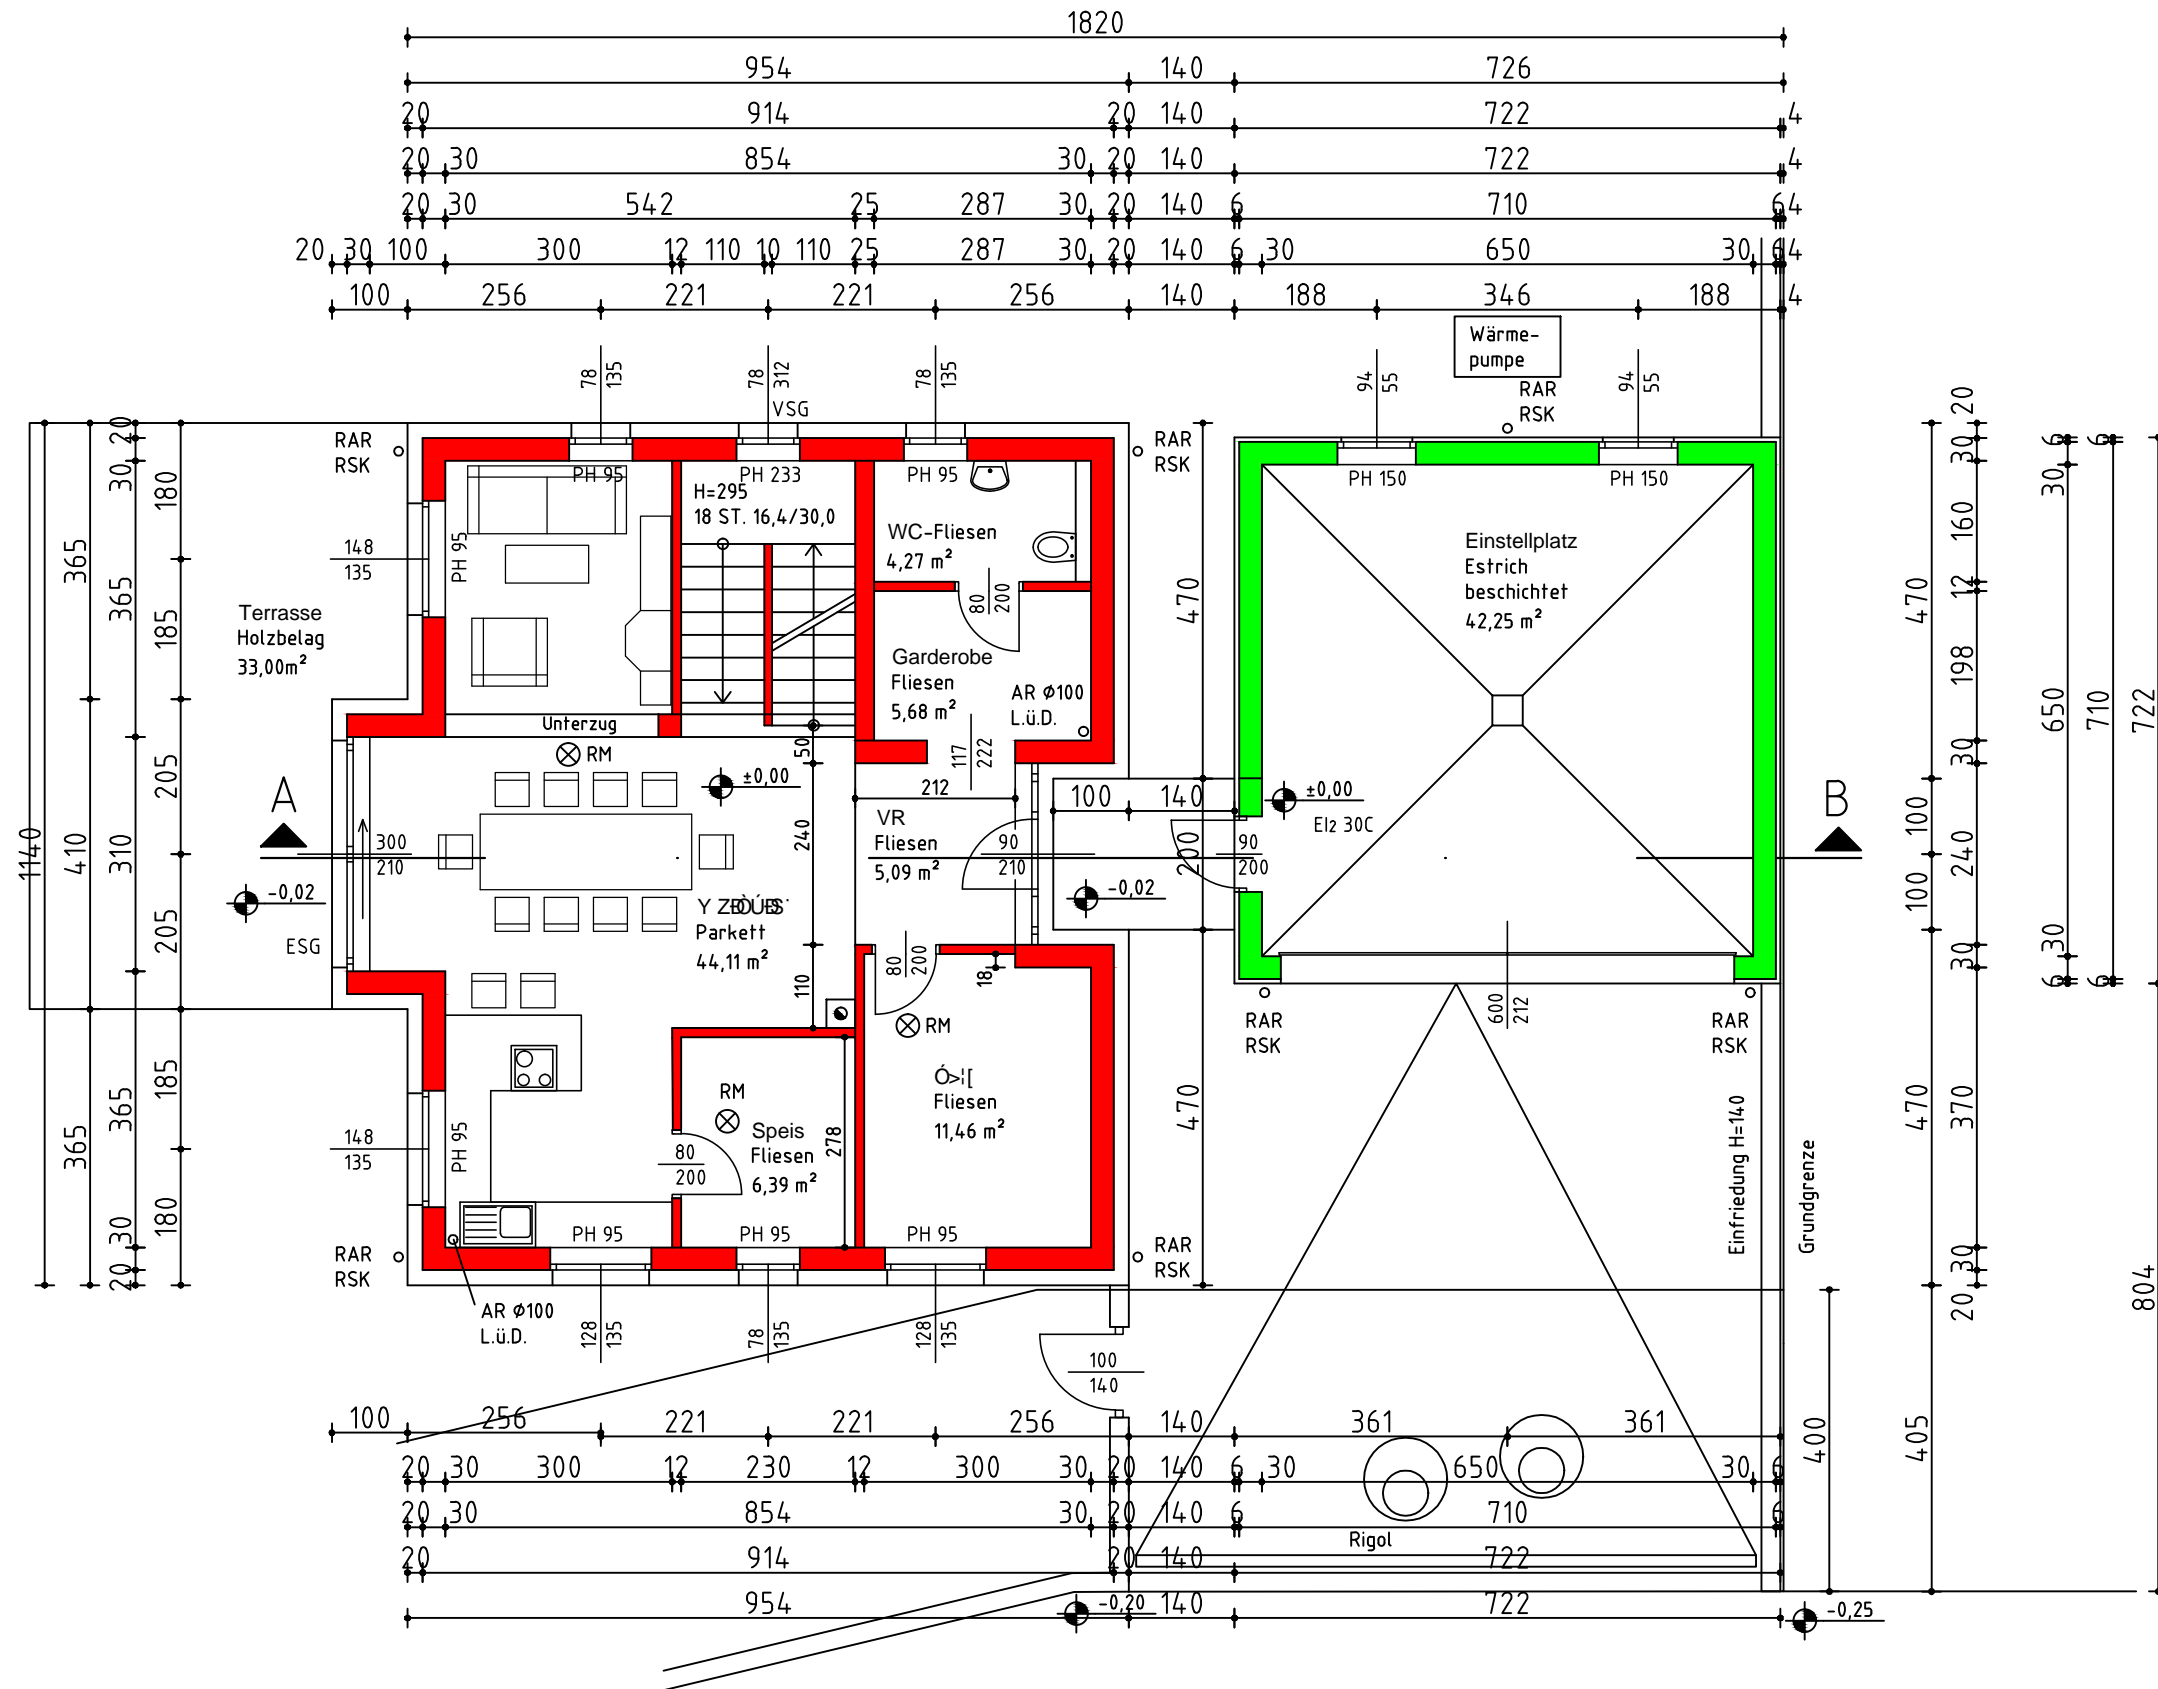 1820
954 140 726
20 914 20 140 722 4
20 30 854 30 20 140 722 4
20 30 542 25 287 30 20 140 6 710 6 4
20 30 100 300 12 110 10 110 25 287 30 20 140 6 30 650 30 6 4
100 256 221 221 256 140 188 346 188 4
Wärme-
pumpe
RAR
RSK
78
135
78
312
VSG
78
135
94
55
94
55
RAR
RSK
RAR
RSK
PH 95
PH 233
PH 95
PH 150
PH 150
H=295
18 ST. 16,4/30,0
WC-Fliesen
4,27 m²
80
200
Einstellplatz
Estrich
beschichtet
42,25 m²
148
135
PH 95
Terrasse
Holzbelag
33,00m²
Garderobe
Fliesen
5,68 m²
AR Ø100
L.ü.D.
Unterzug
RM
50
117
222
±0,00
212
100 140
±0,00
EI2 30C
A
B
VR
Fliesen
5,09 m²
240
300
210
90
210
200
90
200
-0,02
-0,02
ESG
Parkett
44,11 m²
110
80
200
18
RM
600
212
RAR
RSK
RAR
RSK
Fliesen
11,46 m²
RM
Speis
Fliesen
6,39 m²
278
80
200
148
135
PH 95
PH 95
PH 95
PH 95
RAR
RSK
RAR
RSK
AR Ø100
L.ü.D.
128
135
78
135
128
135
100
140
Einfriedung H=140
Grundgrenze
1140
365
410
365
20
30
365
310
365
30
20
180
185
205
205
185
180
470
470
470
100
100
470
405
400
20
30
160
12
198
30
240
30
370
30
20
6
30
650
30
6
6
710
6
722
804
100 256 221 221 256 140 361 361
20 30 300 12 230 12 300 30 20 140 6 30 650 30 6
20 30 854 30 20 140 6 710 6
Rigol
20 914 20 140 722
954 140 722
-0,20
-0,25